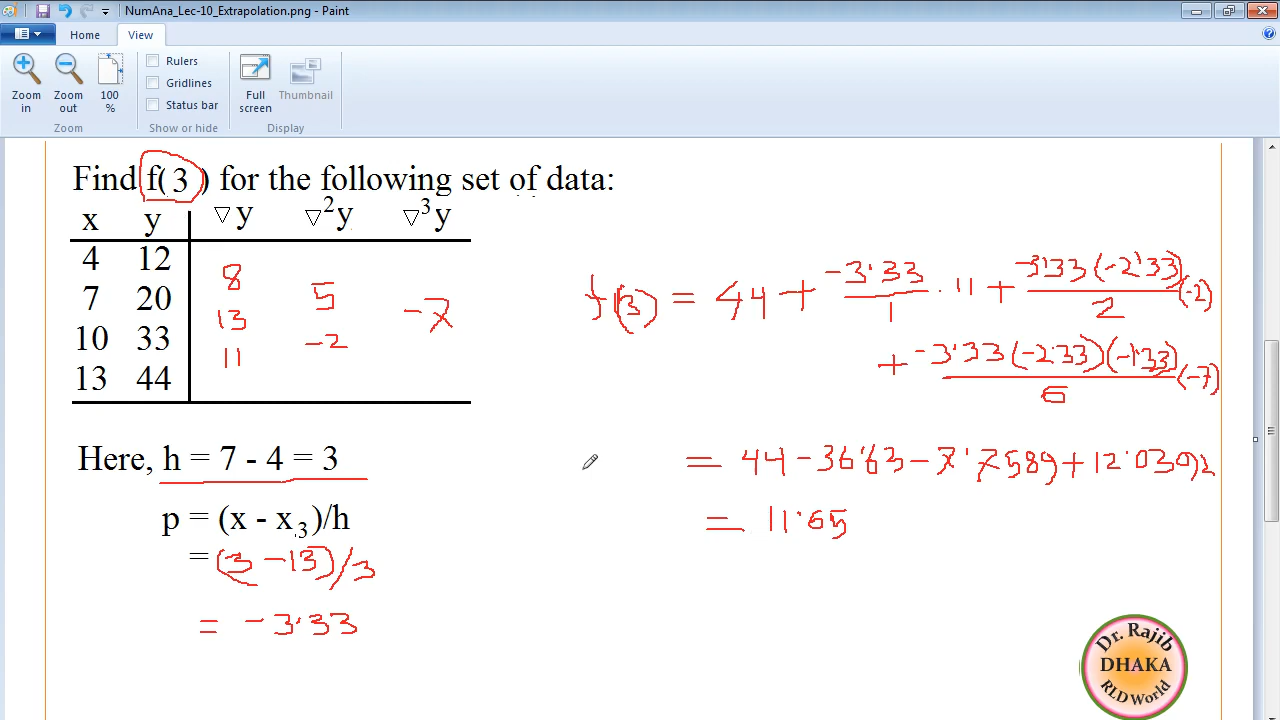 NumAna_Lec-10_Extrapolation.png - Paint
Home View
Zoom in
Zoom out
100 %
Rulers
Gridlines
Status bar
Full screen
Thumbnail
Zoom
Show or hide
Display
Find f(3) for the following set of data:
x y ▽y ▽²y ▽³y
4 12
7 20
10 33
13 44
8
13
11
5
-2
-7
Here, h = 7 - 4 = 3
p = (x - x₃)/h
= (3 - 13)/3
= -3.33
f(3) = 44 + -3.33/1 . 11 + -3.33(-2.33)/2 (-2)
+ -3.33(-2.33)(-1.33)/6 (-7)
= 44 - 36.63 - 7.7589 + 12.0392
= 11.65
Dr. Rajib
DHAKA
RLDWorld